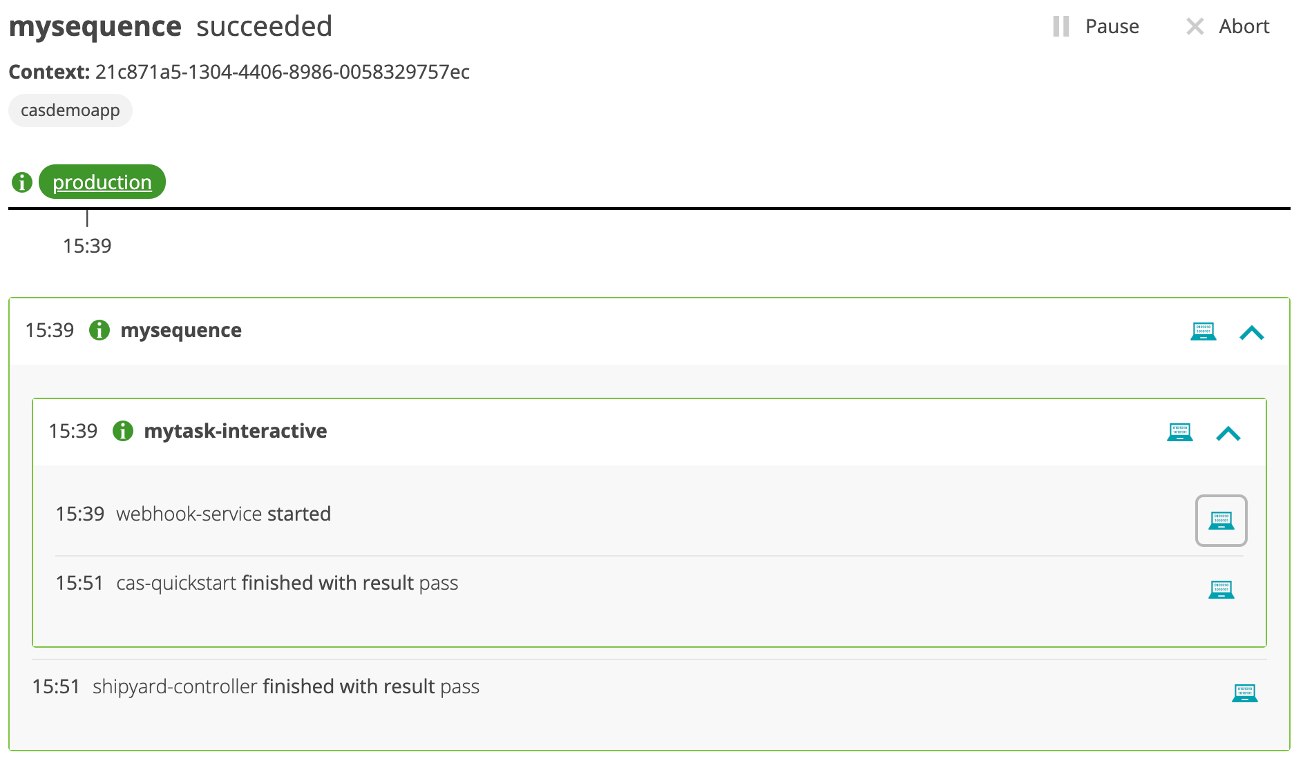 mysequence succeeded Pause Abort
Context: 21c871a5-1304-4406-8986-0058329757ec
casdemoapp
production
15:39
15:39 mysequence
15:39 mytask-interactive
15:39 webhook-service started
15:51 cas-quickstart finished with result pass
15:51 shipyard-controller finished with result pass